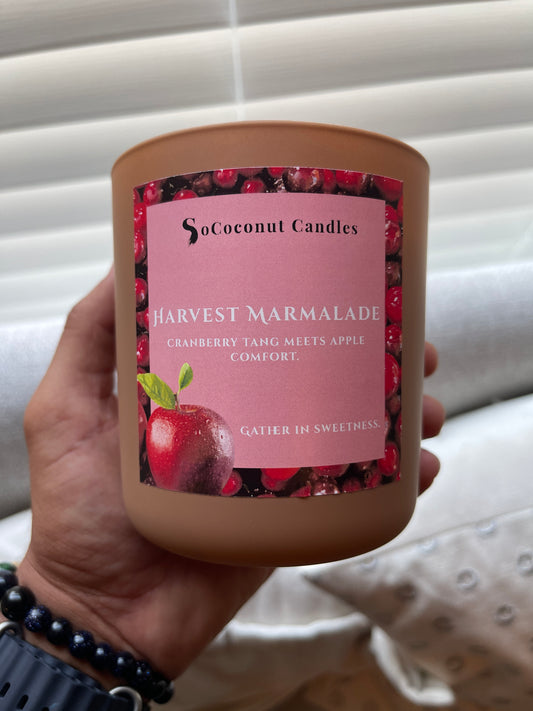 SoCoconut Candles
Harvest Marmalade
Cranberry tang meets apple
comfort.
Gather in sweetness.